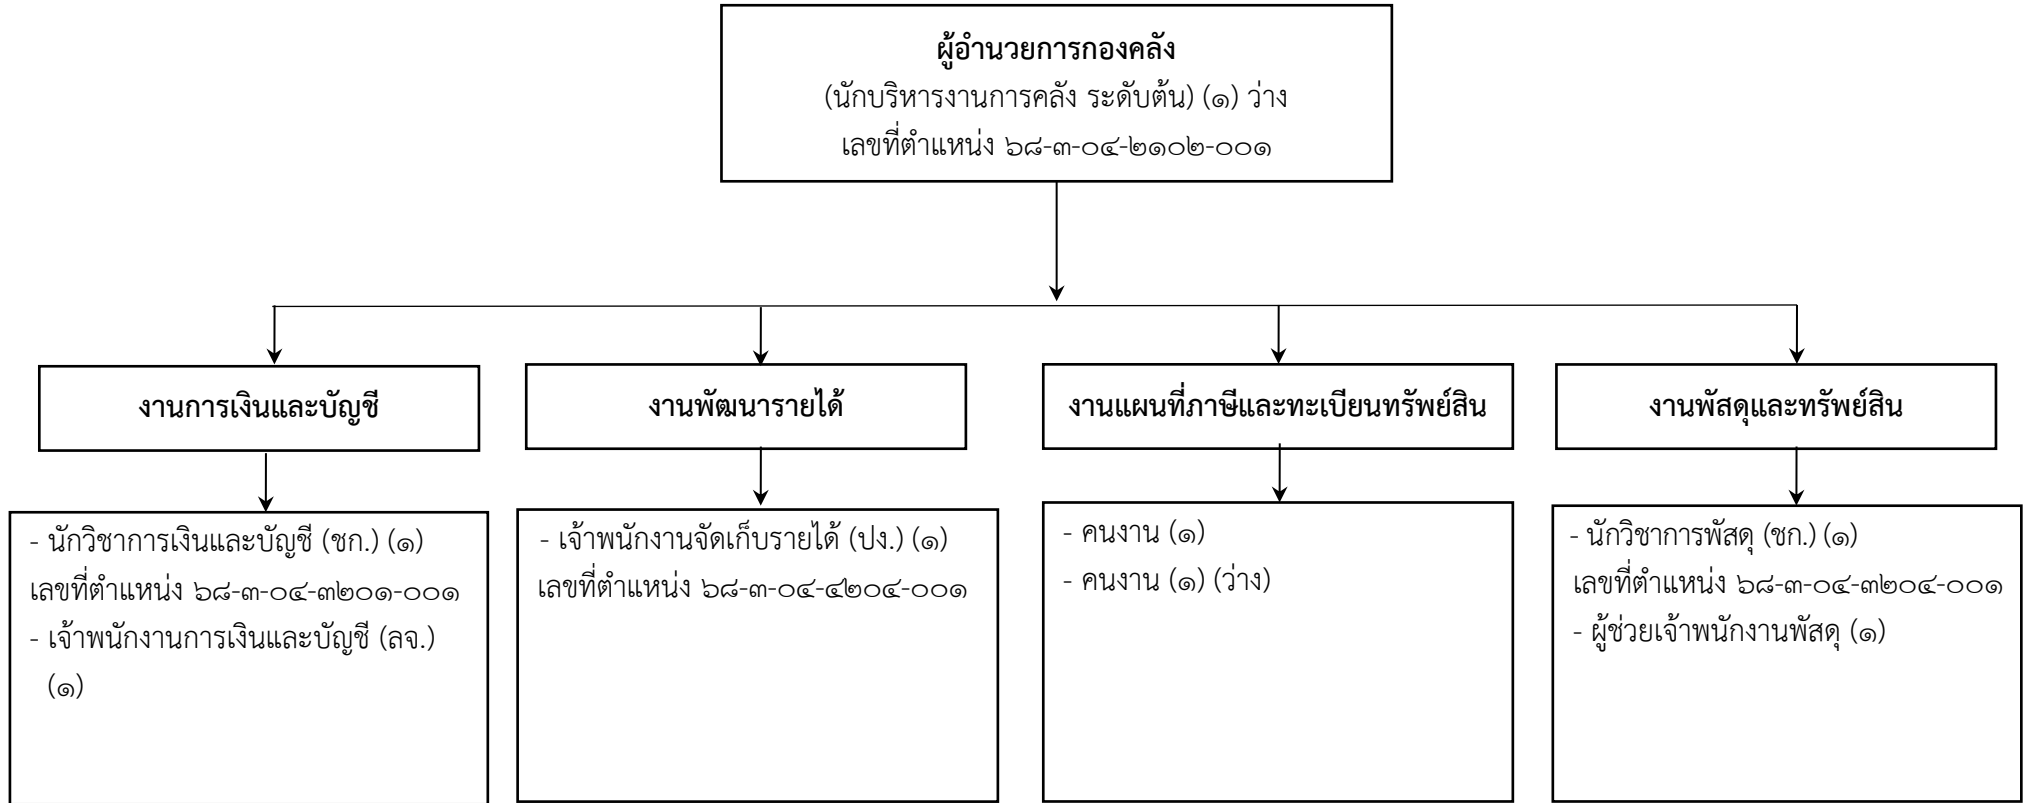 ผู้อำนวยการกองคลัง
(นักบริหารงานการคลัง ระดับต้น) (๑) ว่าง
เลขที่ตำแหน่ง ๖๘-๓-๐๔-๒๑๐๒-๐๐๑
งานการเงินและบัญชี
งานพัฒนารายได้
งานแผนที่ภาษีและทะเบียนทรัพย์สิน
งานพัสดุและทรัพย์สิน
- นักวิชาการเงินและบัญชี (ชก.) (๑)
เลขที่ตำแหน่ง ๖๘-๓-๐๔-๓๒๐๑-๐๐๑
- เจ้าพนักงานการเงินและบัญชี (ลจ.)
(๑)
- เจ้าพนักงานจัดเก็บรายได้ (ปง.) (๑)
เลขที่ตำแหน่ง ๖๘-๓-๐๔-๔๒๐๔-๐๐๑
- คนงาน (๑)
- คนงาน (๑) (ว่าง)
- นักวิชาการพัสดุ (ชก.) (๑)
เลขที่ตำแหน่ง ๖๘-๓-๐๔-๓๒๐๔-๐๐๑
- ผู้ช่วยเจ้าพนักงานพัสดุ (๑)